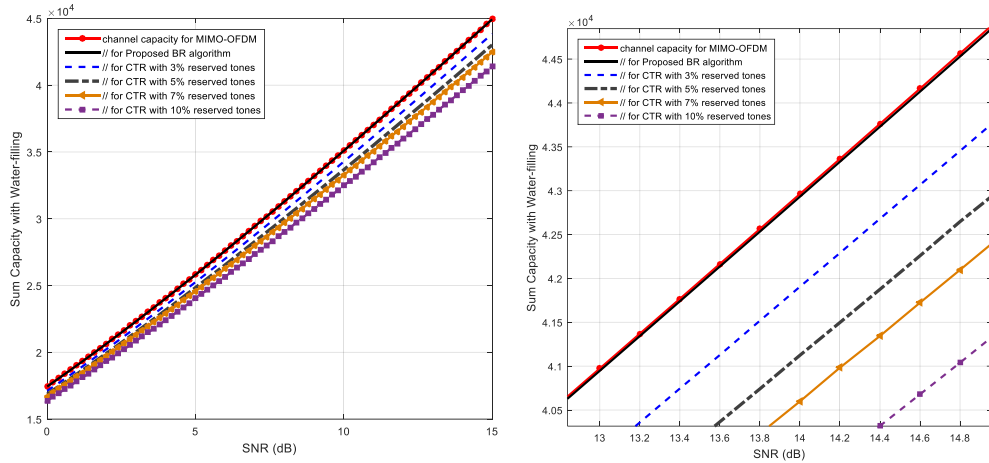 ×10⁴
4.5
4
3.5
3
2.5
2
1.5
0
5
10
15
Sum Capacity with Water-filling
SNR (dB)
channel capacity for MIMO-OFDM
// for Proposed BR algorithm
// for CTR with 3% reserved tones
// for CTR with 5% reserved tones
// for CTR with 7% reserved tones
// for CTR with 10% reserved tones
×10⁴
4.45
4.4
4.35
4.3
4.25
4.2
4.15
4.1
4.05
13
13.2
13.4
13.6
13.8
14
14.2
14.4
14.6
14.8
Sum Capacity with Water-filling
SNR (dB)
channel capacity for MIMO-OFDM
// for Proposed BR algorithm
// for CTR with 3% reserved tones
// for CTR with 5% reserved tones
// for CTR with 7% reserved tones
// for CTR with 10% reserved tones